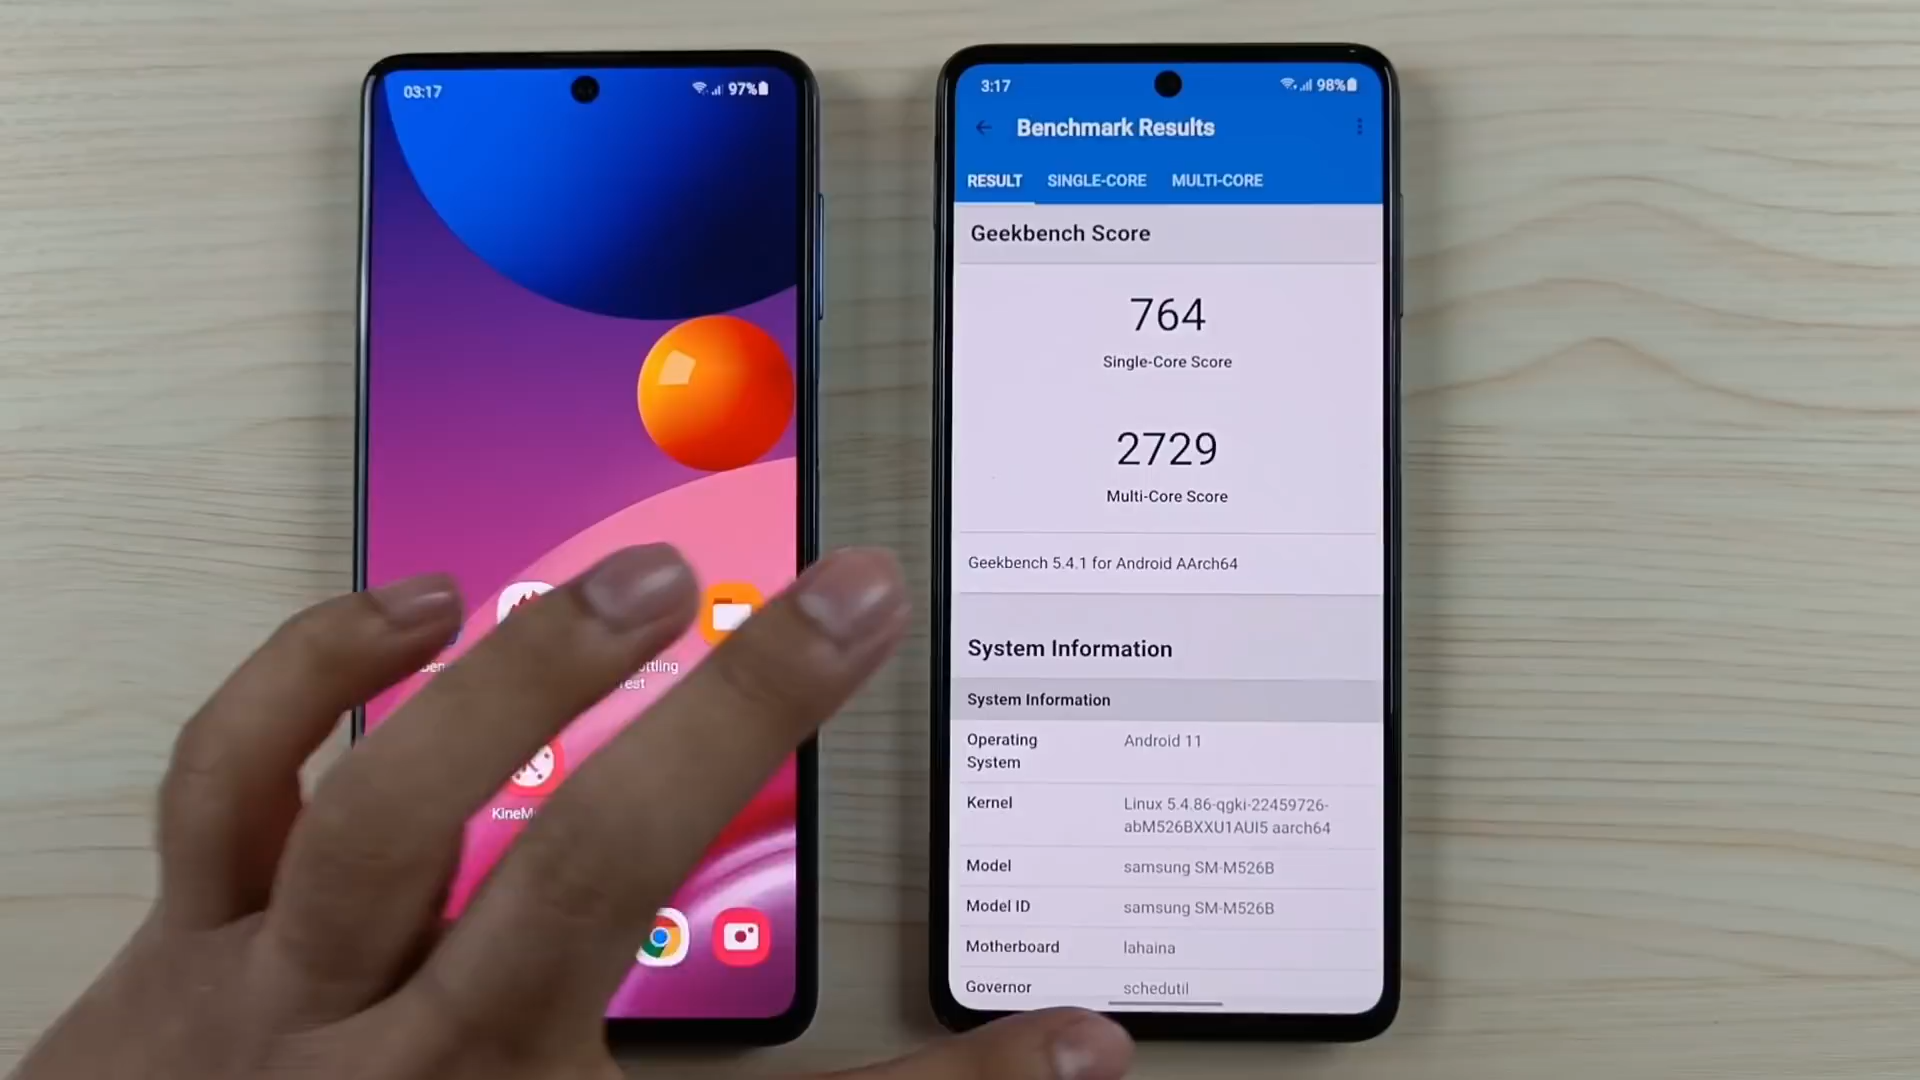 03:17
97%
ttling
KineM
3:17
98%
Benchmark Results
RESULT SINGLE-CORE MULTI-CORE
Geekbench Score
764
Single-Core Score
2729
Multi-Core Score
Geekbench 5.4.1 for Android AArch64
System Information
System Information
Operating System
Android 11
Kernel
Linux 5.4.86-qgki-22459726-
abM526BXXU1AUI5 aarch64
Model
samsung SM-M526B
Model ID
samsung SM-M526B
Motherboard
lahaina
Governor
schedutil